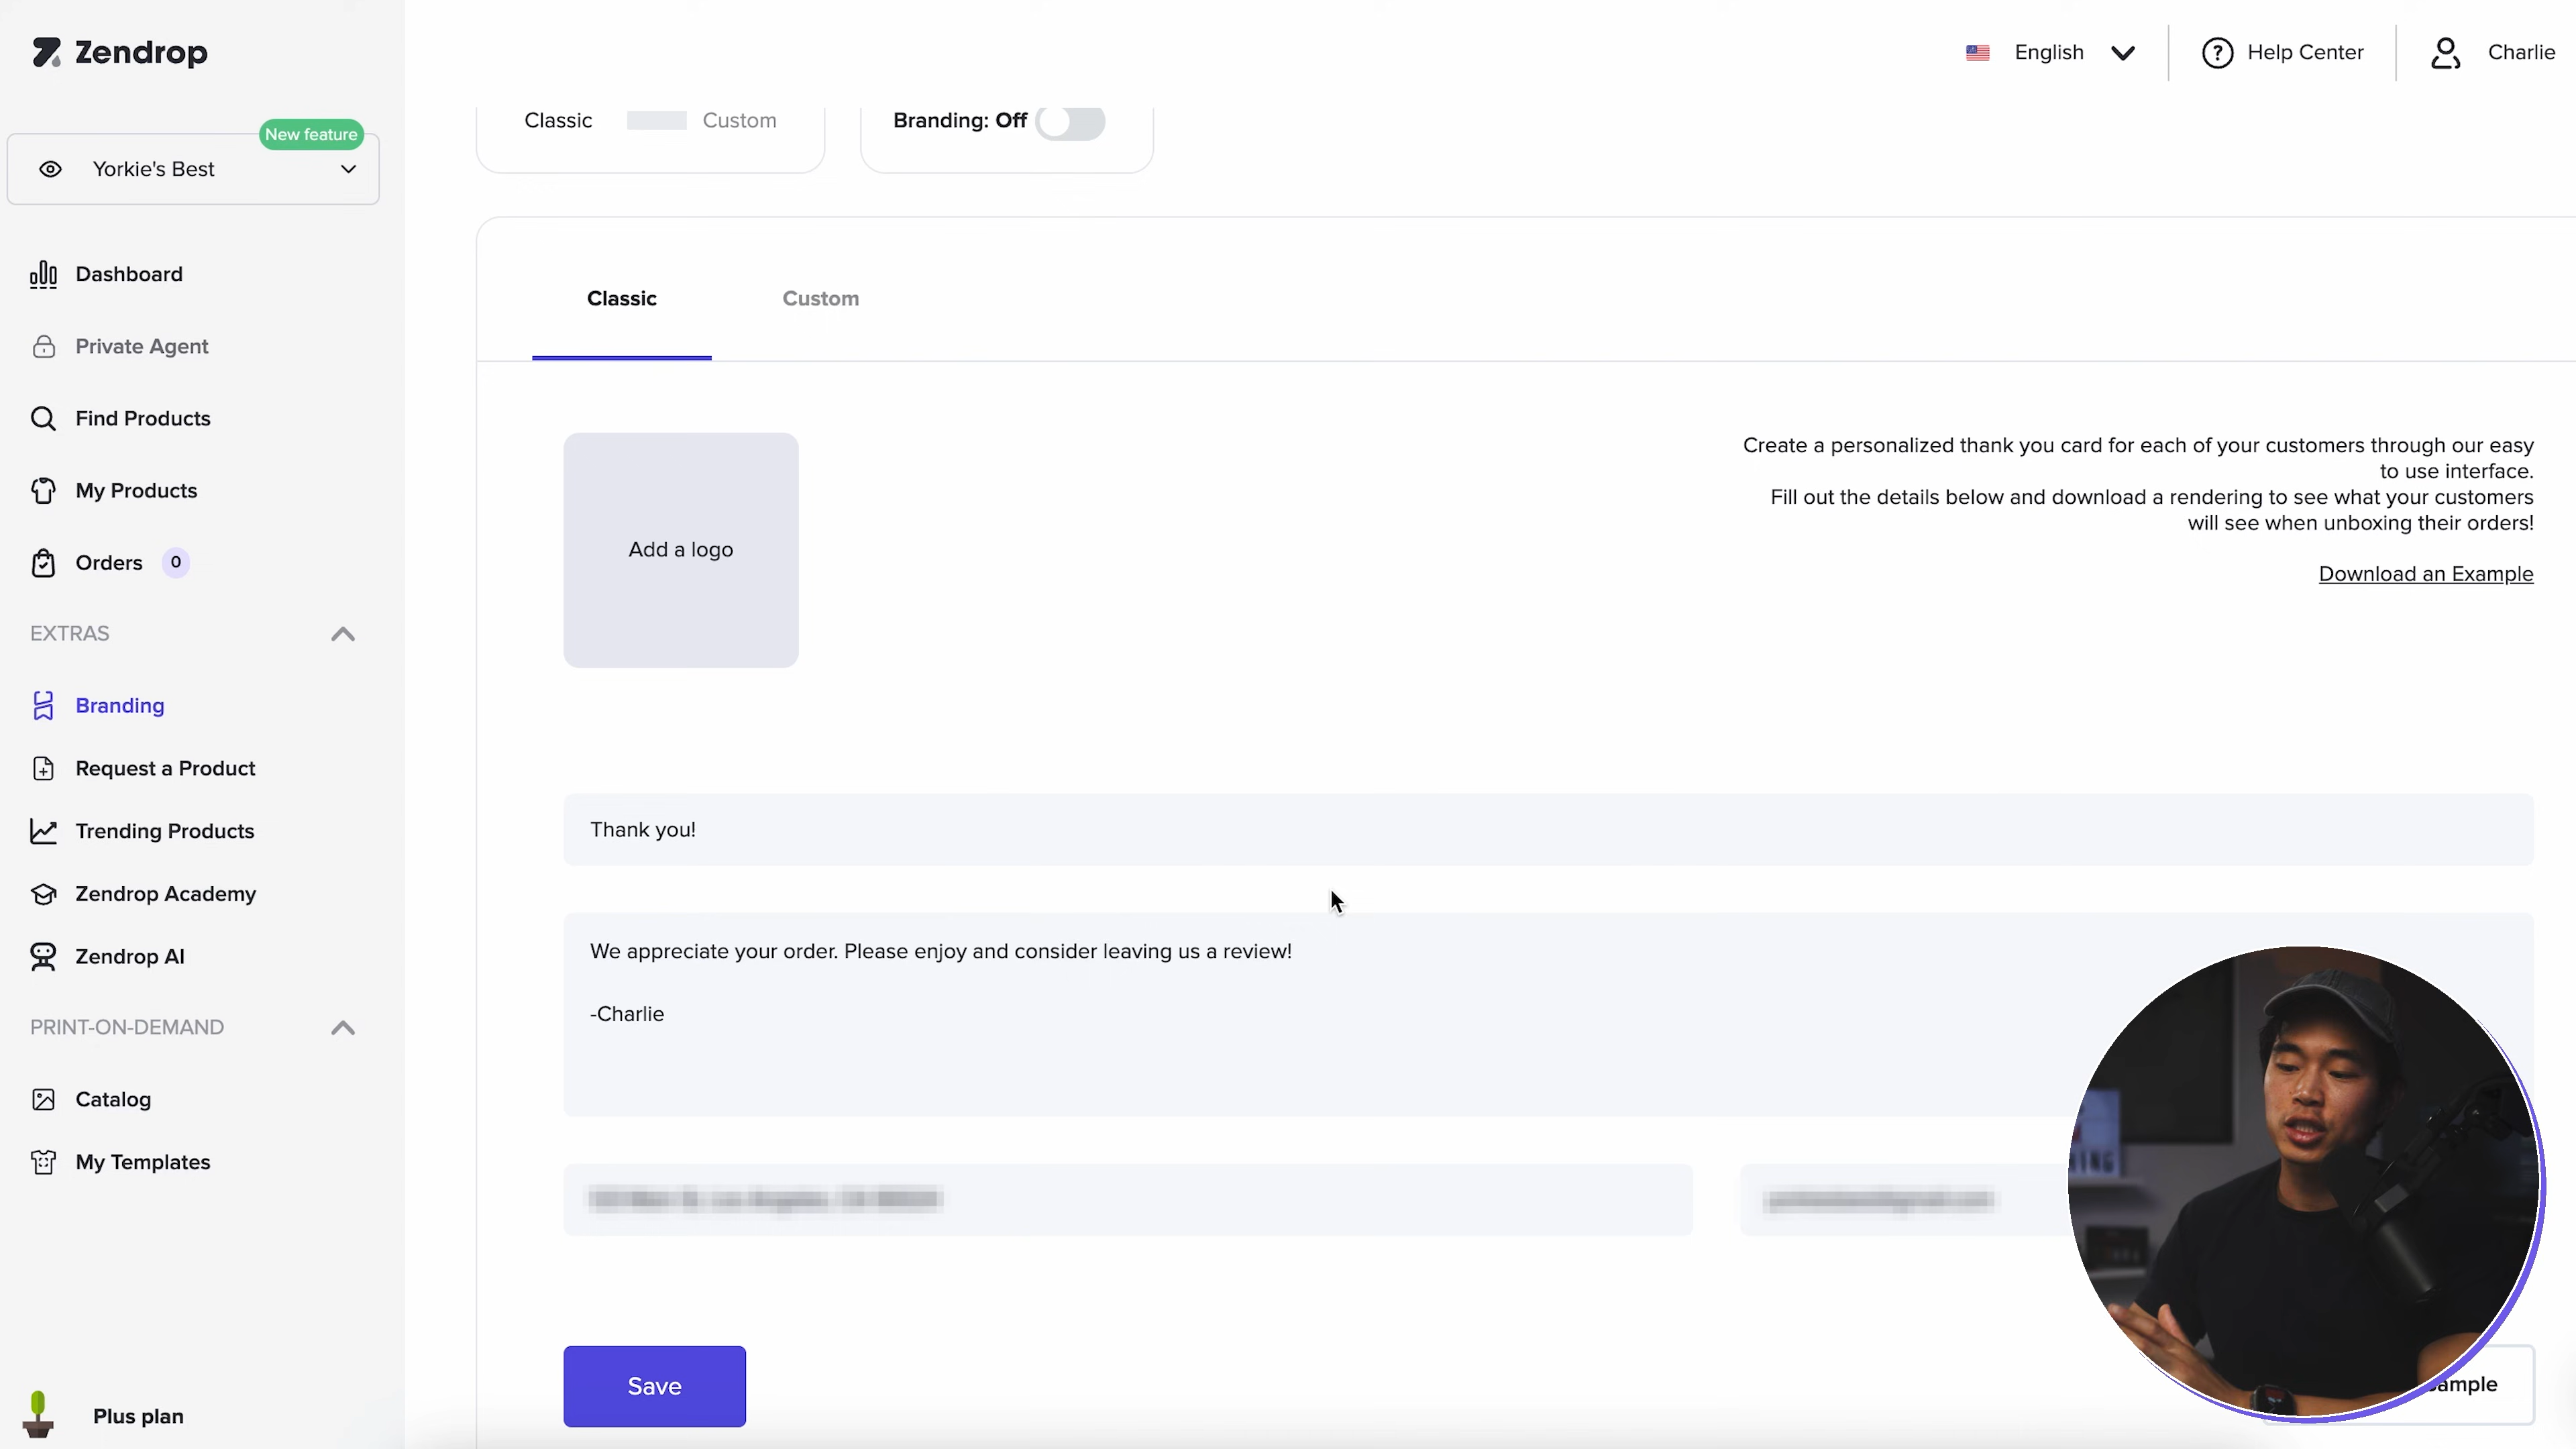 Zendrop
English
Help Center
Charlie
New feature
Yorkie's Best
Classic
Custom
Branding: Off
Dashboard
Private Agent
Find Products
My Products
Orders 0
EXTRAS
Branding
Request a Product
Trending Products
Zendrop Academy
Zendrop AI
PRINT-ON-DEMAND
Catalog
My Templates
Plus plan
Classic
Custom
Add a logo
Create a personalized thank you card for each of your customers through our easy
to use interface.
Fill out the details below and download a rendering to see what your customers
will see when unboxing their orders!
Download an Example
Thank you!
We appreciate your order. Please enjoy and consider leaving us a review!
-Charlie
Save